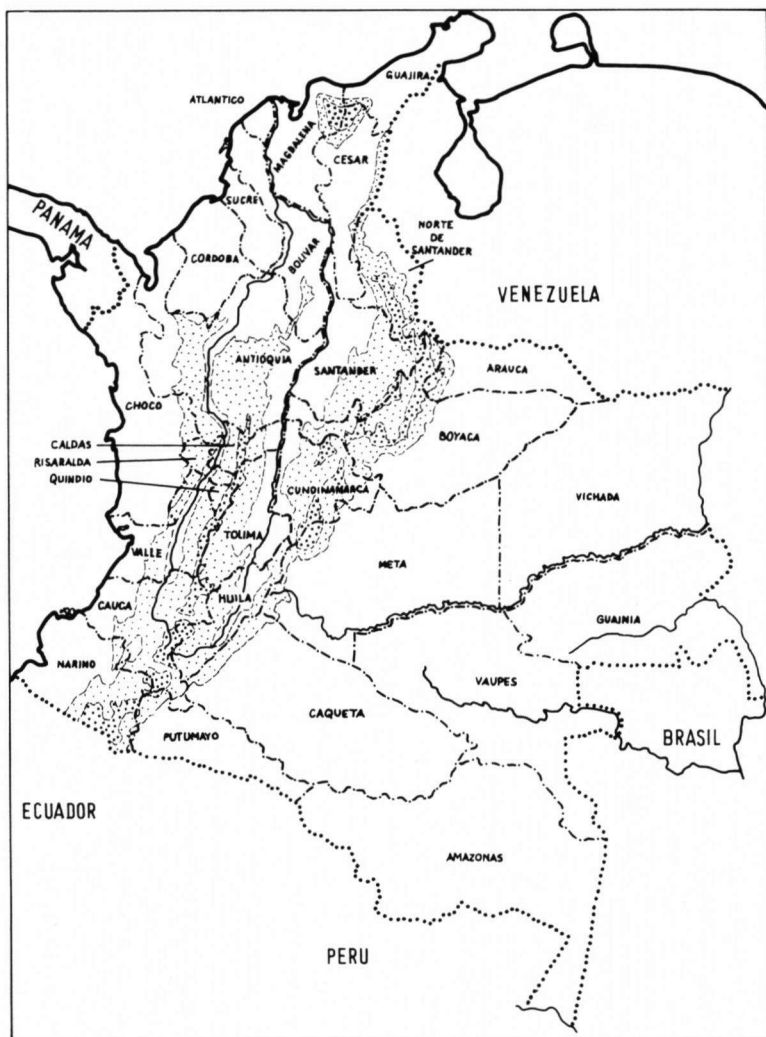 GUAJIRA
ATLANTICO
MAGDALENA
CESAR
SUCRE
PANAMA
NORTE
DE
SANTANDER
CORDOBA
BOLIVAR
VENEZUELA
ANTIOQUIA
SANTANDER
ARAUCA
CHOCO
BOYACA
CALDAS
RISARALDA
QUINDIO
CUNDINAMARCA
VICHADA
TOLIMA
VALLE
META
CAUCA
HUILA
GUAINIA
NARINO
VAUPES
CAQUETA
PUTUMAYO
BRASIL
ECUADOR
AMAZONAS
PERU